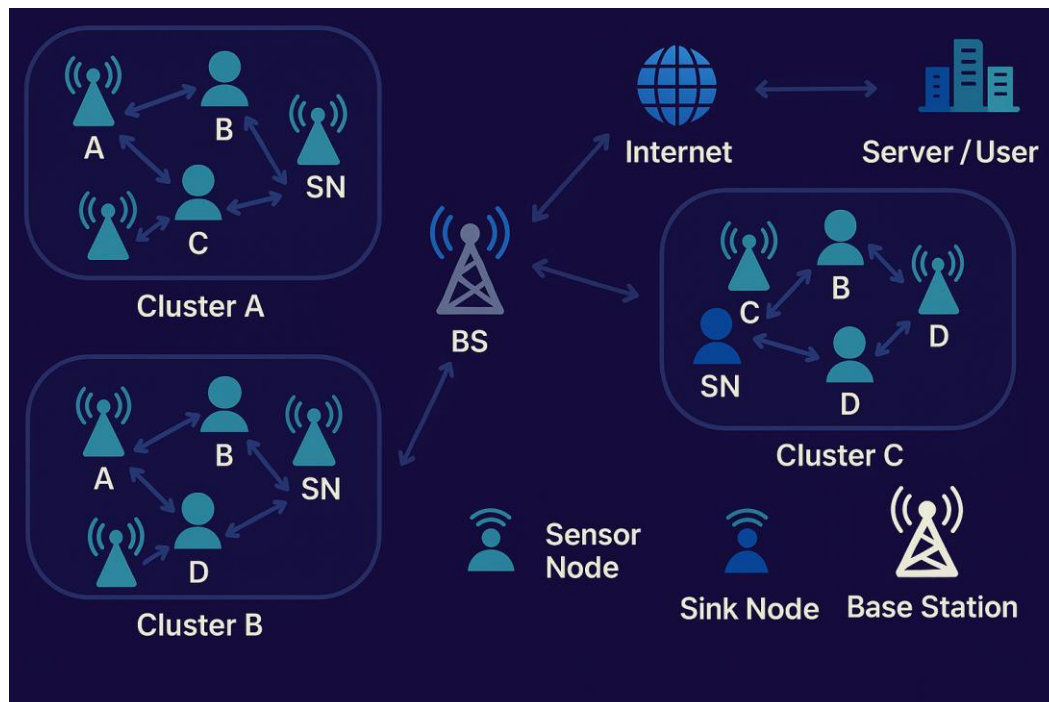 A
B
SN
C
Cluster A
Internet
Server / User
BS
C
B
D
SN
D
Cluster C
A
B
SN
D
Cluster B
Sensor
Node
Sink Node
Base Station